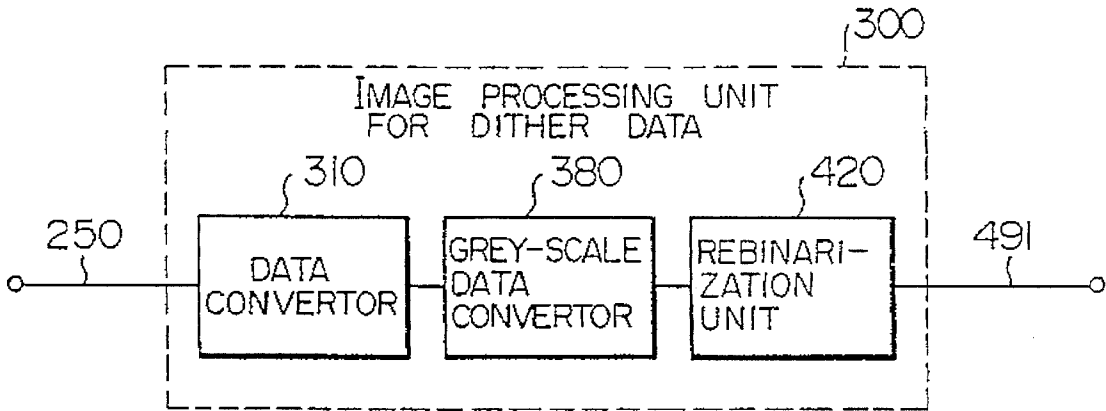 300
IMAGE PROCESSING UNIT
FOR DITHER DATA
310
380
420
250
491
DATA
CONVERTOR
GREY-SCALE
DATA
CONVERTOR
REBINARI-
ZATION
UNIT